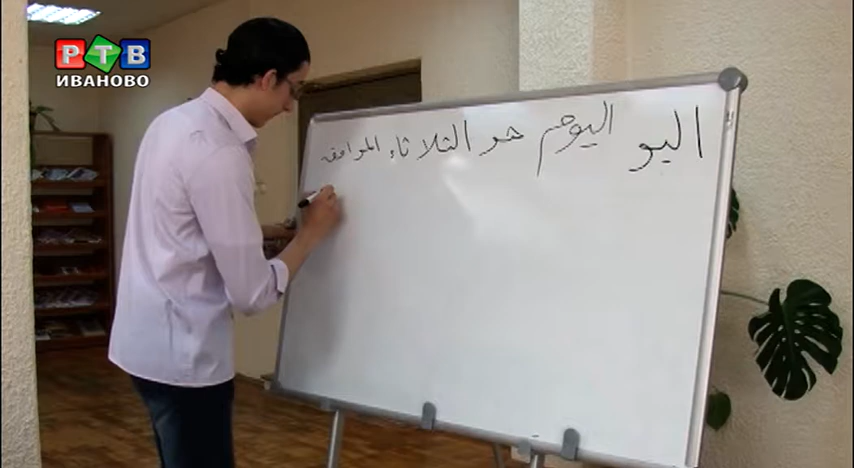 РТВ
ИВАНОВО
اليو اليوم هو الثلاثاء الموافق